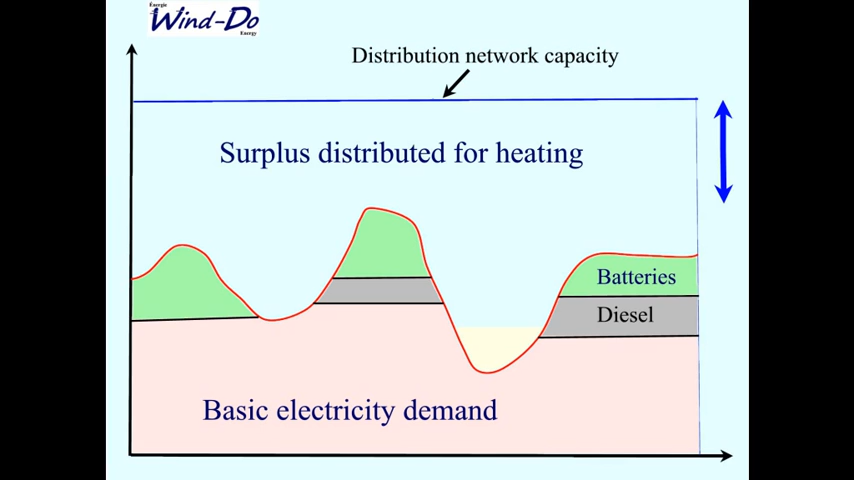 Énergie
Wind-Do
Energy
Distribution network capacity
Surplus distributed for heating
Batteries
Diesel
Basic electricity demand